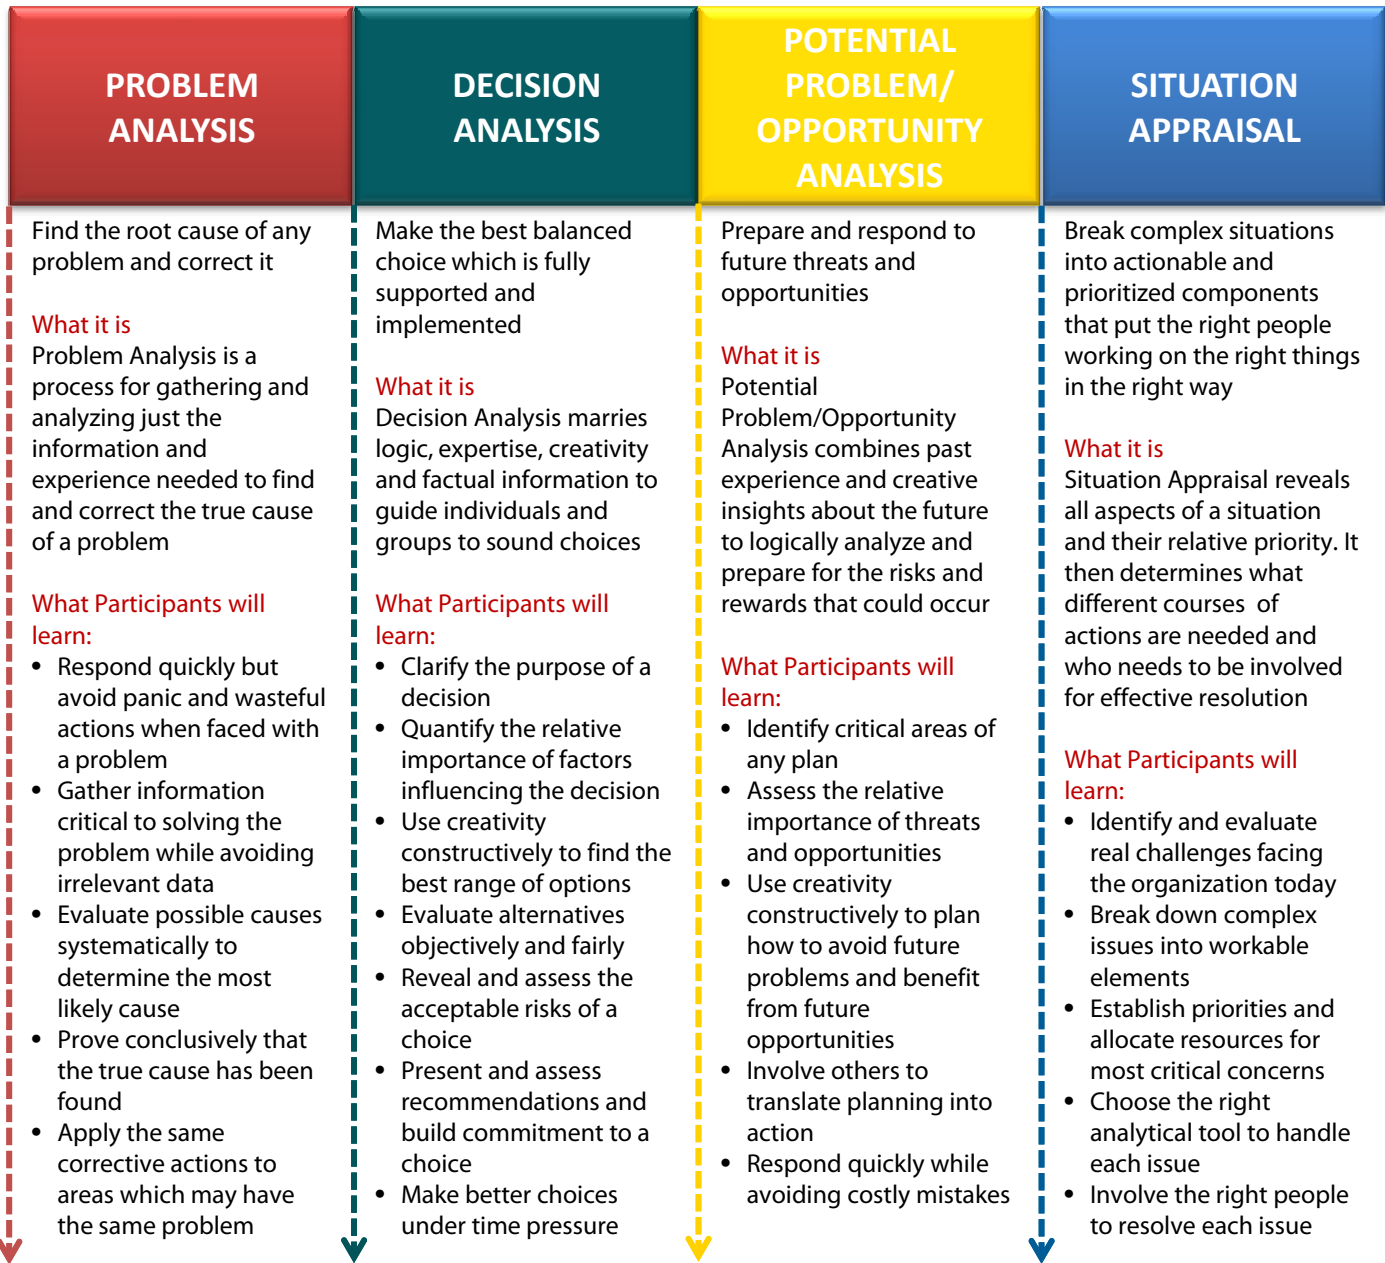 PROBLEM
ANALYSIS
Find the root cause of any
problem and correct it
What it is
Problem Analysis is a
process for gathering and
analyzing just the
information and
experience needed to find
and correct the true cause
of a problem
What Participants will
learn:
• Respond quickly but
avoid panic and wasteful
actions when faced with
a problem
• Gather information
critical to solving the
problem while avoiding
irrelevant data
• Evaluate possible causes
systematically to
determine the most
likely cause
• Prove conclusively that
the true cause has been
found
• Apply the same
corrective actions to
areas which may have
the same problem
DECISION
ANALYSIS
Make the best balanced
choice which is fully
supported and
implemented
What it is
Decision Analysis marries
logic, expertise, creativity
and factual information to
guide individuals and
groups to sound choices
What Participants will
learn:
• Clarify the purpose of a
decision
• Quantify the relative
importance of factors
influencing the decision
• Use creativity
constructively to find the
best range of options
• Evaluate alternatives
objectively and fairly
• Reveal and assess the
acceptable risks of a
choice
• Present and assess
recommendations and
build commitment to a
choice
• Make better choices
under time pressure
POTENTIAL
PROBLEM/
OPPORTUNITY
ANALYSIS
Prepare and respond to
future threats and
opportunities
What it is
Potential
Problem/Opportunity
Analysis combines past
experience and creative
insights about the future
to logically analyze and
prepare for the risks and
rewards that could occur
What Participants will
learn:
• Identify critical areas of
any plan
• Assess the relative
importance of threats
and opportunities
• Use creativity
constructively to plan
how to avoid future
problems and benefit
from future
opportunities
• Involve others to
translate planning into
action
• Respond quickly while
avoiding costly mistakes
SITUATION
APPRAISAL
Break complex situations
into actionable and
prioritized components
that put the right people
working on the right things
in the right way
What it is
Situation Appraisal reveals
all aspects of a situation
and their relative priority. It
then determines what
different courses of
actions are needed and
who needs to be involved
for effective resolution
What Participants will
learn:
• Identify and evaluate
real challenges facing
the organization today
• Break down complex
issues into workable
elements
• Establish priorities and
allocate resources for
most critical concerns
• Choose the right
analytical tool to handle
each issue
• Involve the right people
to resolve each issue